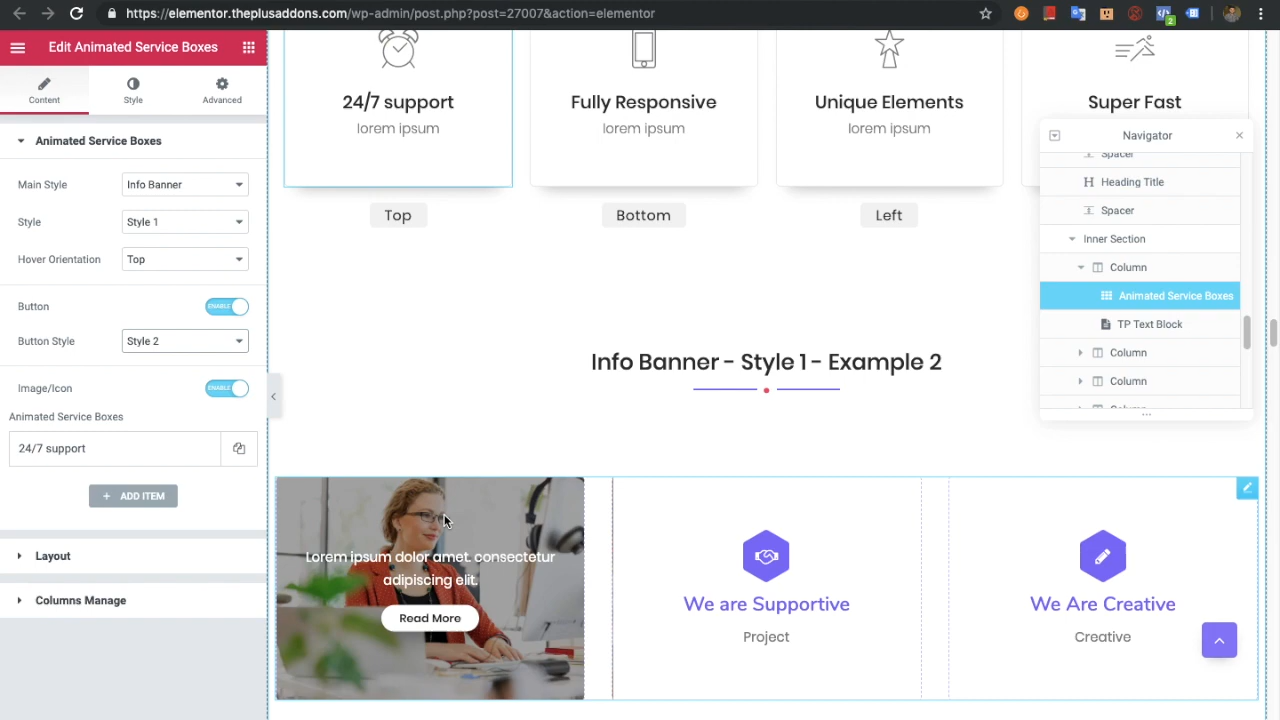 https://elementor.theplusaddons.com/wp-admin/post.php?post=27007&action=elementor
2
Edit Animated Service Boxes
Content
Style
Advanced
Animated Service Boxes
Main Style
Info Banner
Style
Style 1
Hover Orientation
Top
Button
ENABLE
Button Style
Style 2
Image/Icon
ENABLE
Animated Service Boxes
24/7 support
+ ADD ITEM
Layout
Columns Manage
24/7 support
lorem ipsum
Top
Fully Responsive
lorem ipsum
Bottom
Unique Elements
lorem ipsum
Left
Super Fast
Info Banner - Style 1 - Example 2
Lorem ipsum dolor amet, consectetur
adipiscing elit.
Read More
We are Supportive
Project
We Are Creative
Creative
Navigator
Spacer
Heading Title
Spacer
Inner Section
Column
Animated Service Boxes
TP Text Block
Column
Column